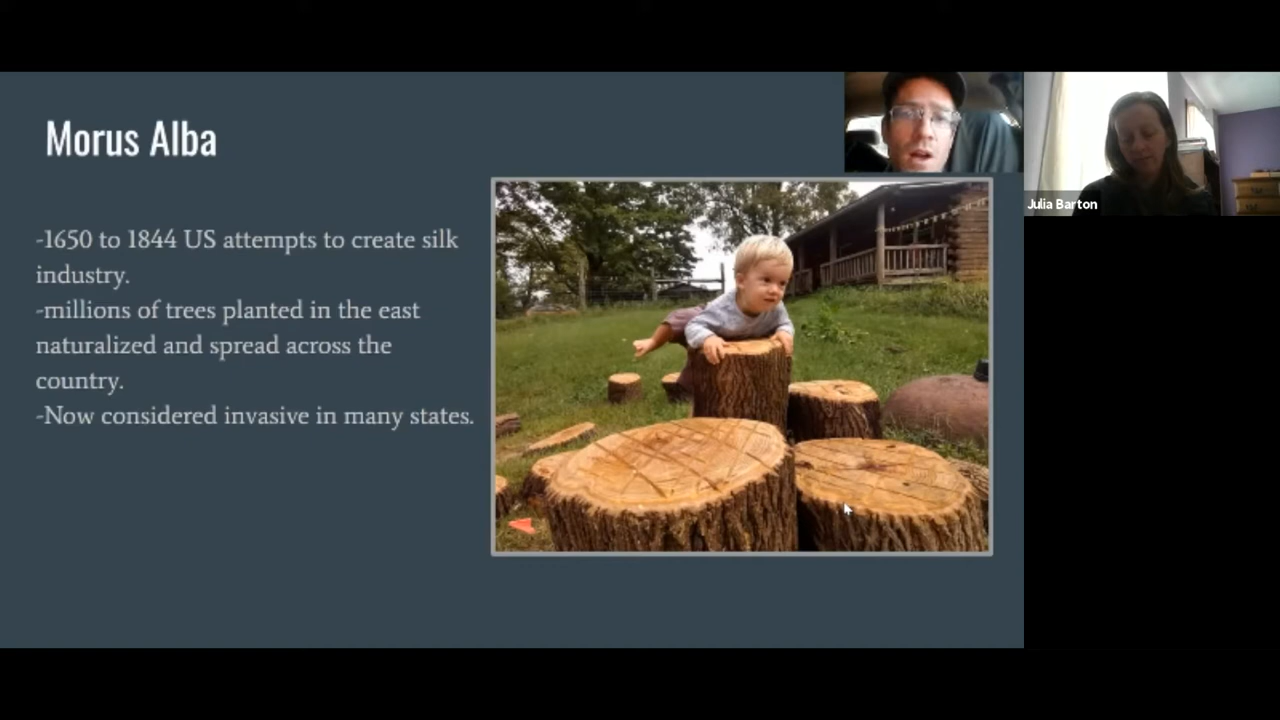 Morus Alba
-1650 to 1844 US attempts to create silk
industry.
-millions of trees planted in the east
naturalized and spread across the
country.
-Now considered invasive in many states.
Julia Barton